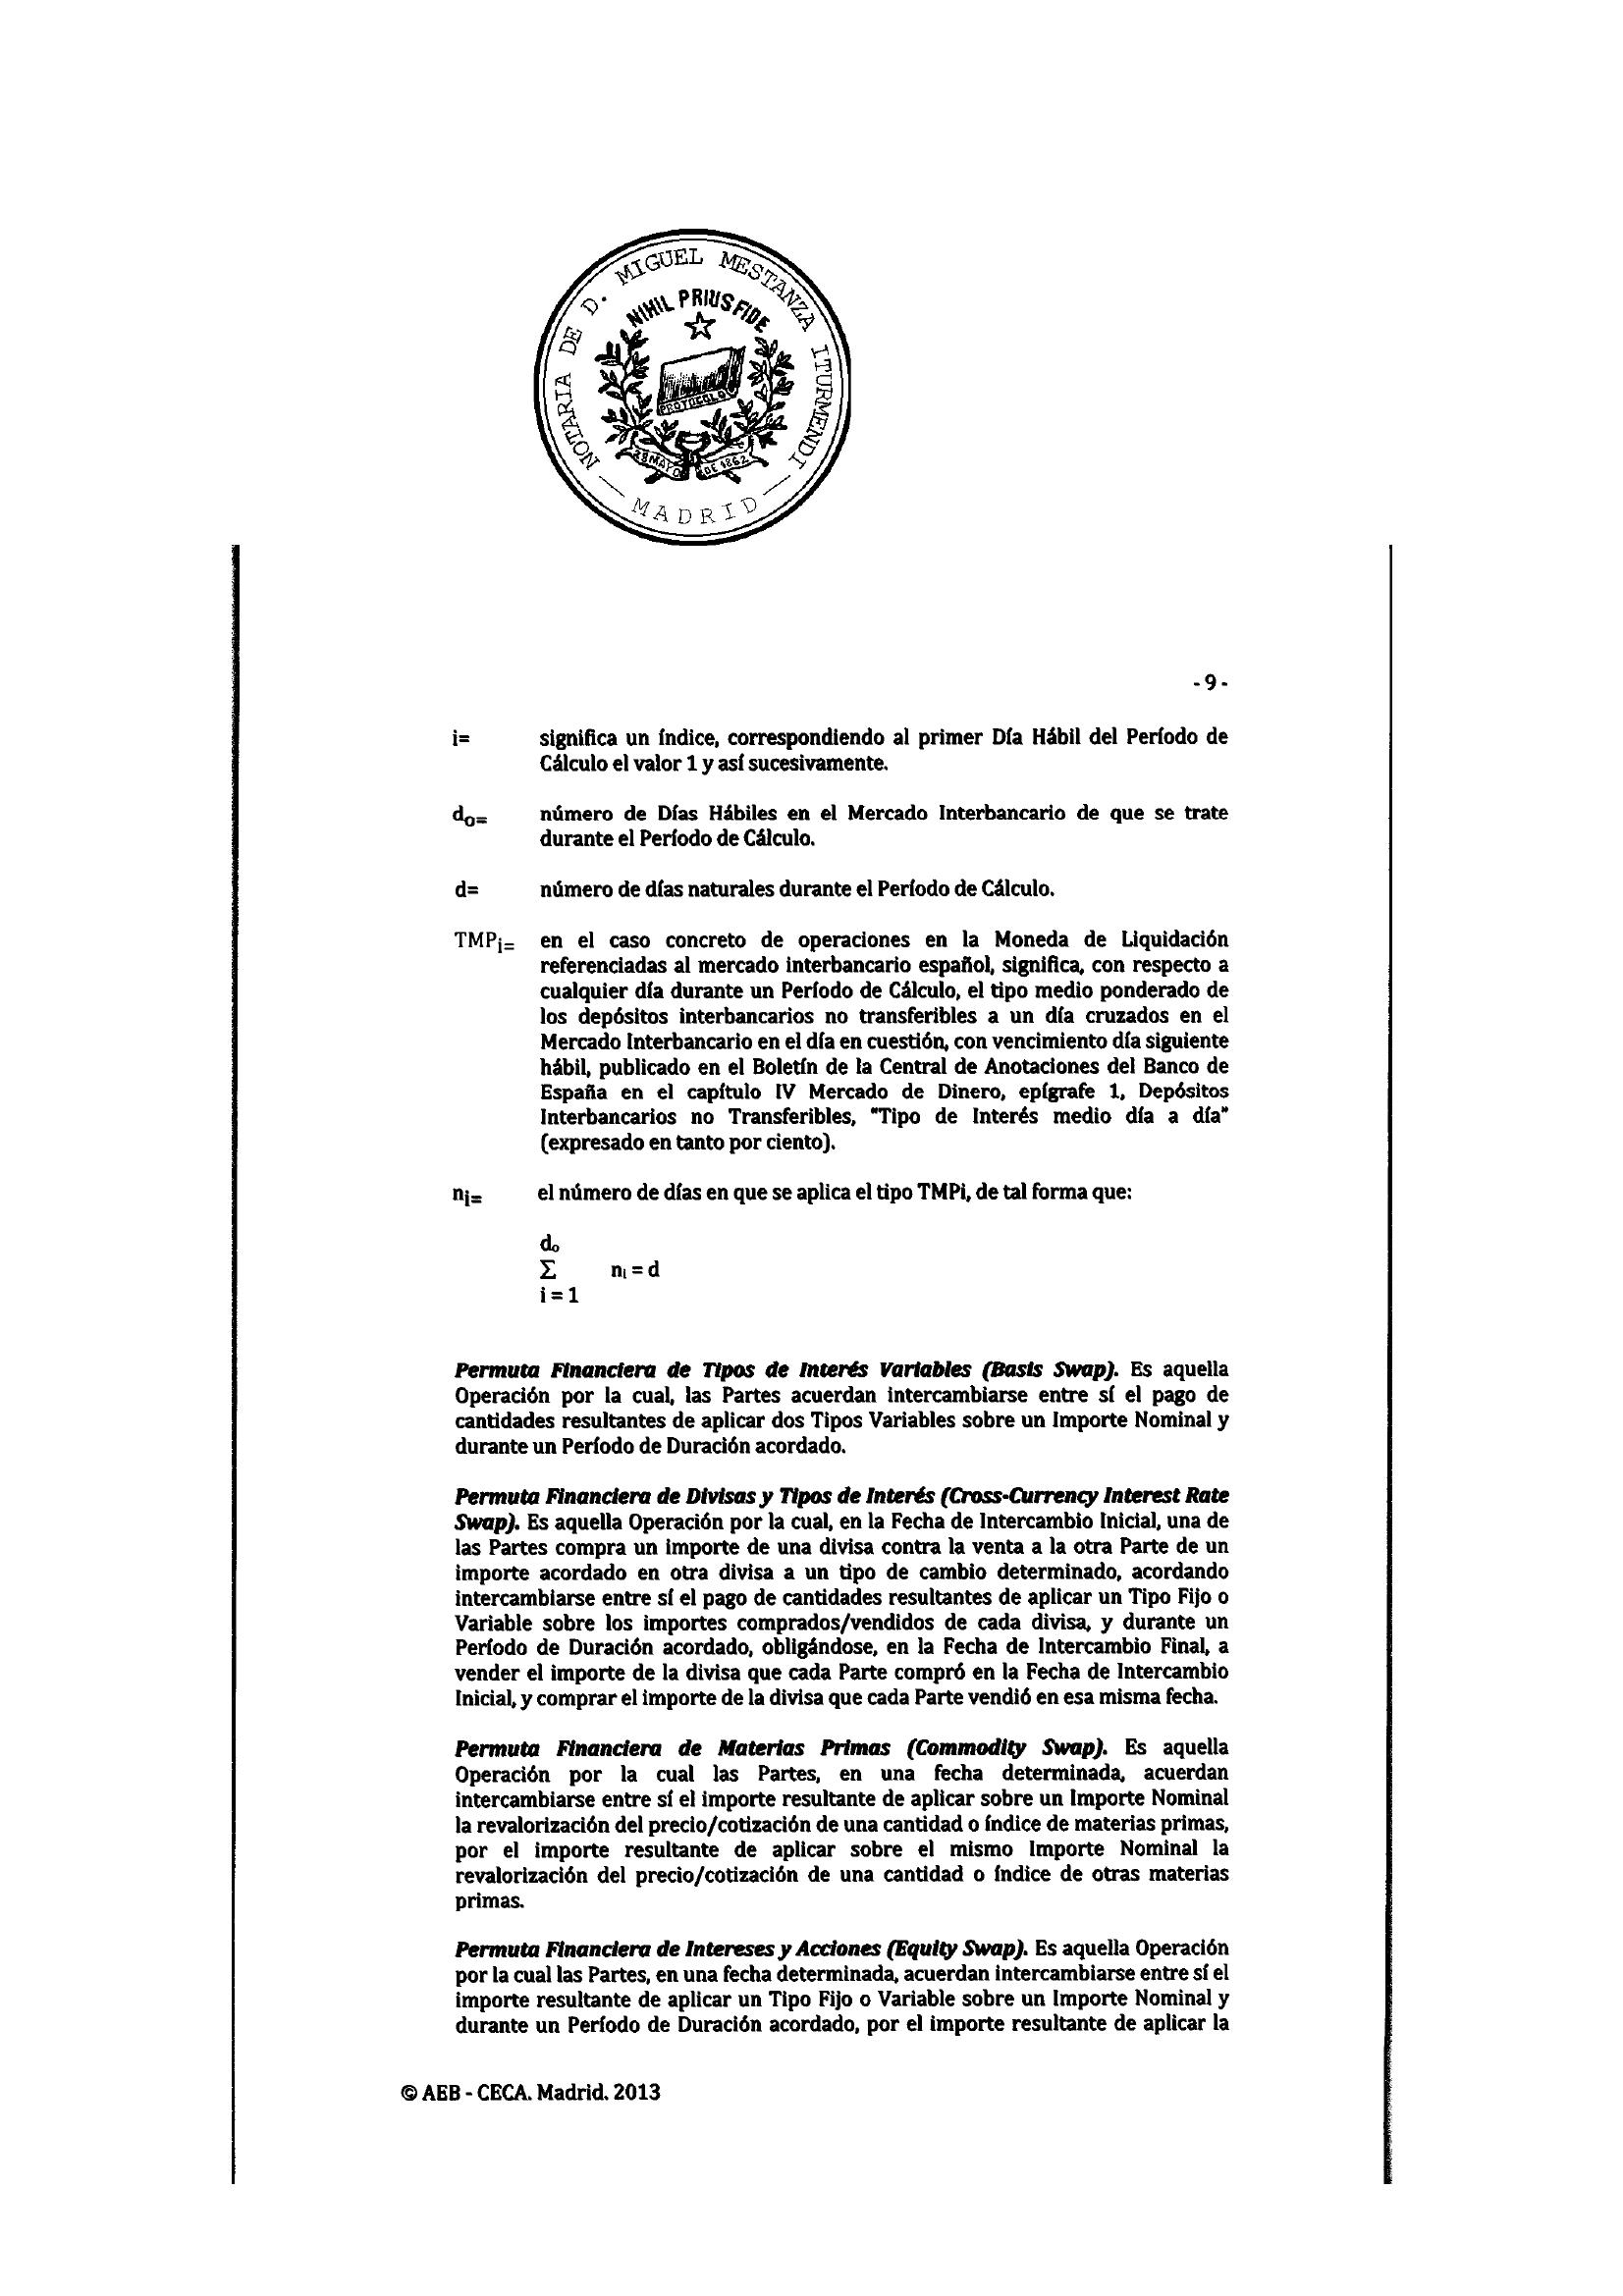 NOTARIA DE D. MIGUEL MESTANZA ITURMENDI
NIHIL PRIUS FIDE
PROTOCOLO
28 MAYO DE 1862
— MADRID —
- 9 -
i= significa un índice, correspondiendo al primer Día Hábil del Período de
Cálculo el valor 1 y así sucesivamente.
do= número de Días Hábiles en el Mercado Interbancario de que se trate
durante el Período de Cálculo.
d= número de días naturales durante el Período de Cálculo.
TMPi= en el caso concreto de operaciones en la Moneda de Liquidación
referenciadas al mercado interbancario español, significa, con respecto a
cualquier día durante un Período de Cálculo, el tipo medio ponderado de
los depósitos interbancarios no transferibles a un día cruzados en el
Mercado Interbancario en el día en cuestión, con vencimiento día siguiente
hábil, publicado en el Boletín de la Central de Anotaciones del Banco de
España en el capítulo IV Mercado de Dinero, epígrafe 1, Depósitos
Interbancarios no Transferibles, "Tipo de Interés medio día a día"
(expresado en tanto por ciento).
ni= el número de días en que se aplica el tipo TMPi, de tal forma que:
do
Σ ni = d
i = 1
Permuta Financiera de Tipos de Interés Variables (Basis Swap). Es aquella
Operación por la cual, las Partes acuerdan intercambiarse entre sí el pago de
cantidades resultantes de aplicar dos Tipos Variables sobre un Importe Nominal y
durante un Período de Duración acordado.
Permuta Financiera de Divisas y Tipos de Interés (Cross-Currency Interest Rate
Swap). Es aquella Operación por la cual, en la Fecha de Intercambio Inicial, una de
las Partes compra un importe de una divisa contra la venta a la otra Parte de un
importe acordado en otra divisa a un tipo de cambio determinado, acordando
intercambiarse entre sí el pago de cantidades resultantes de aplicar un Tipo Fijo o
Variable sobre los importes comprados/vendidos de cada divisa, y durante un
Período de Duración acordado, obligándose, en la Fecha de Intercambio Final, a
vender el importe de la divisa que cada Parte compró en la Fecha de Intercambio
Inicial, y comprar el importe de la divisa que cada Parte vendió en esa misma fecha.
Permuta Financiera de Materias Primas (Commodity Swap). Es aquella
Operación por la cual las Partes, en una fecha determinada, acuerdan
intercambiarse entre sí el importe resultante de aplicar sobre un Importe Nominal
la revalorización del precio/cotización de una cantidad o índice de materias primas,
por el importe resultante de aplicar sobre el mismo Importe Nominal la
revalorización del precio/cotización de una cantidad o índice de otras materias
primas.
Permuta Financiera de Intereses y Acciones (Equity Swap). Es aquella Operación
por la cual las Partes, en una fecha determinada, acuerdan intercambiarse entre sí el
importe resultante de aplicar un Tipo Fijo o Variable sobre un Importe Nominal y
durante un Período de Duración acordado, por el importe resultante de aplicar la
© AEB - CECA. Madrid. 2013